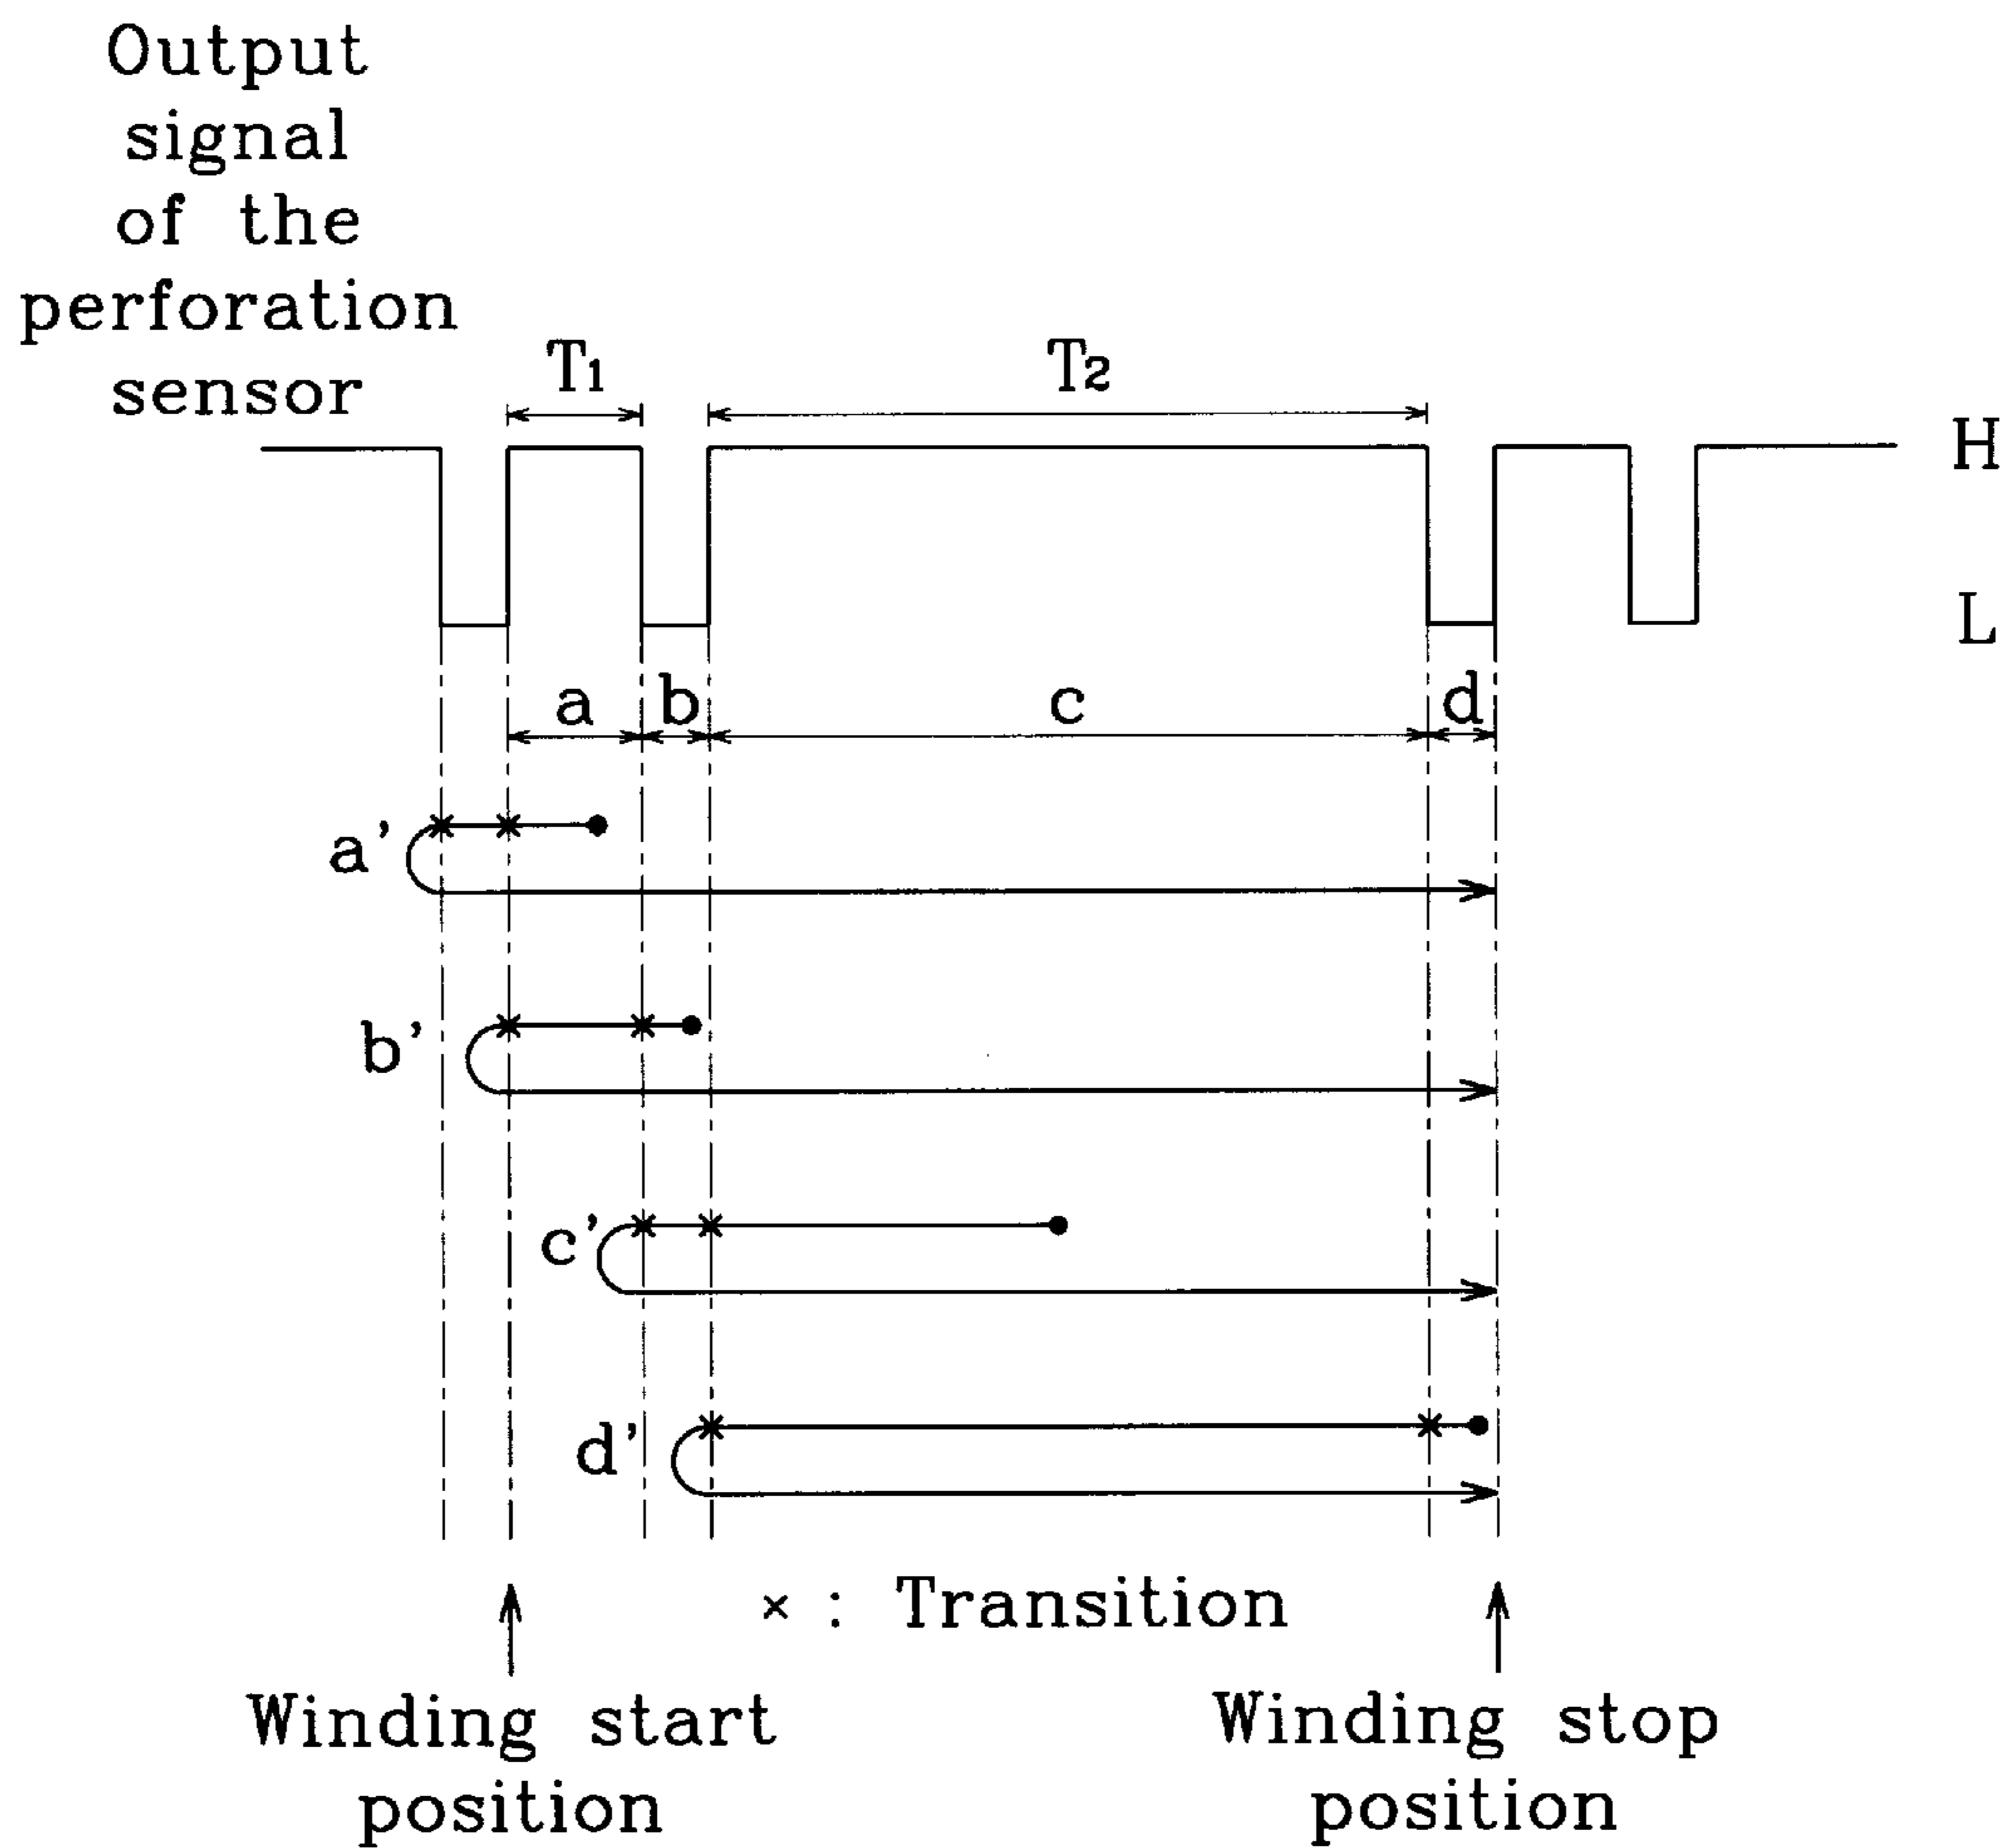 Output
signal
of the
perforation
sensor
T1
T2
H
L
a
b
c
d
a'
b'
c'
d'
× : Transition
Winding start
position
Winding stop
position